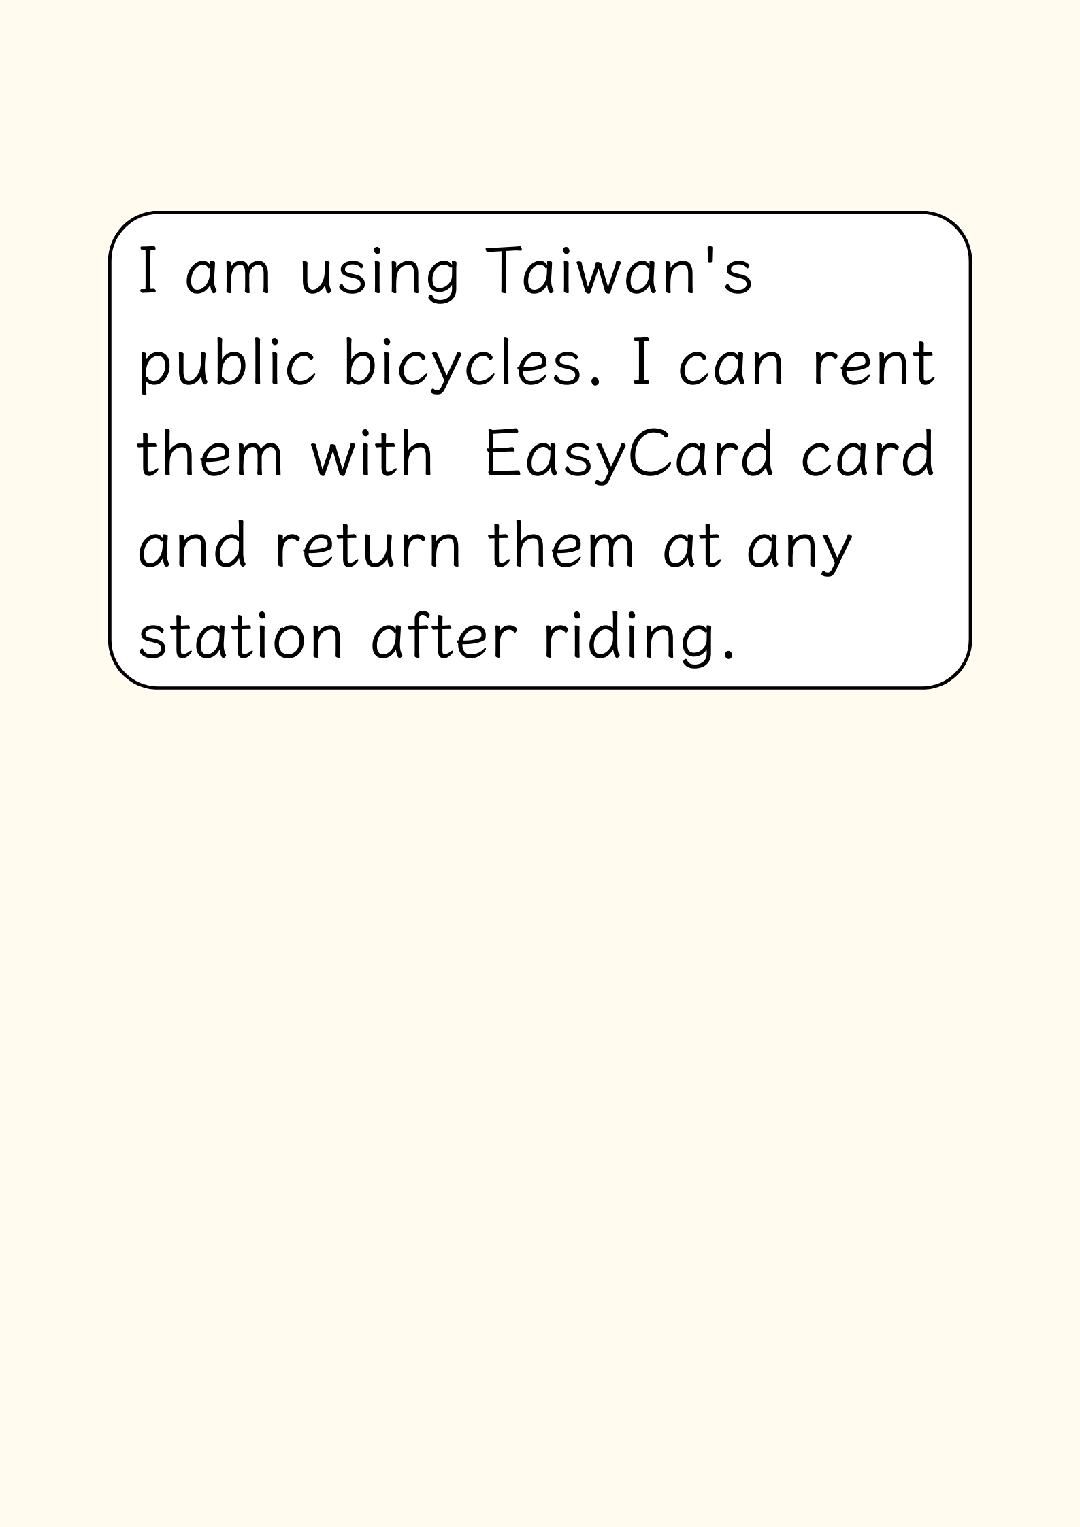 I am using Taiwan's
public bicycles. I can rent
them with  EasyCard card
and return them at any
station after riding.